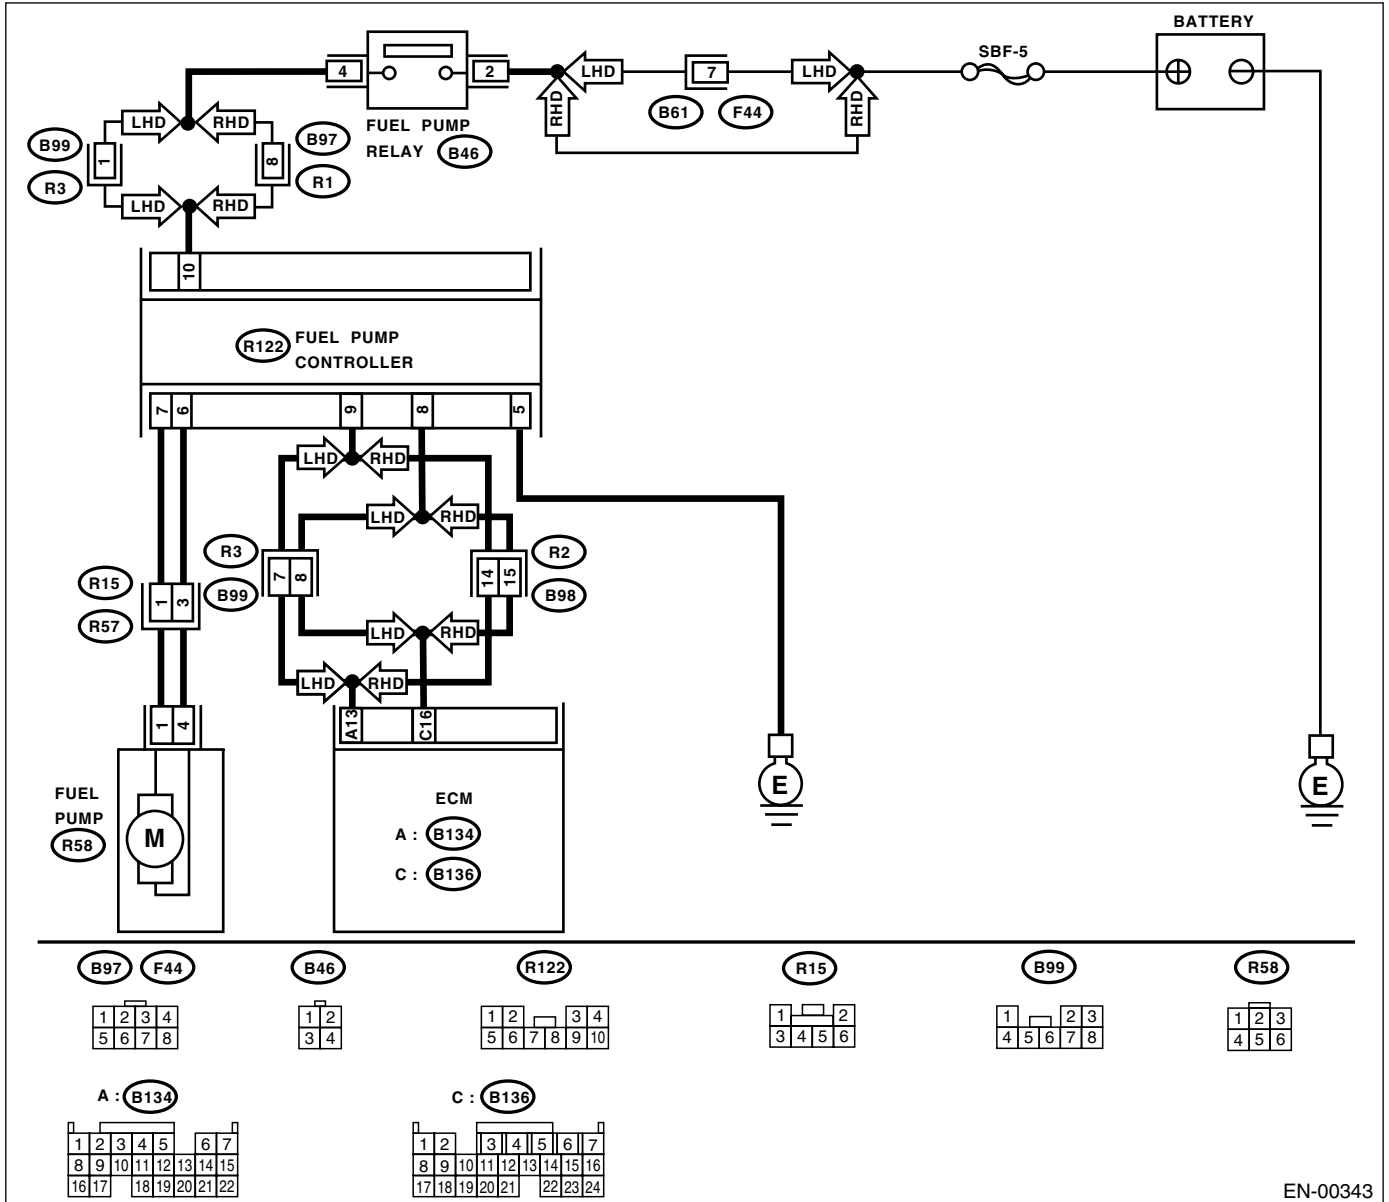 BATTERY
SBF-5
4
2
LHD
7
LHD
RHD
RHD
B61
F44
FUEL PUMP
RELAY B46
LHD
RHD
B99
1
8
B97
R3
R1
LHD
RHD
10
R122
FUEL PUMP
CONTROLLER
7
6
9
8
5
LHD
RHD
LHD
RHD
R3
7
8
14
15
R2
B99
B98
R15
1
3
R57
LHD
RHD
LHD
RHD
1
4
A13
C16
E
E
FUEL
PUMP
R58
M
ECM
A : B134
C : B136
B97 F44
B46
R122
R15
B99
R58
1 2 3 4
5 6 7 8
1 2
3 4
1 2 3 4
5 6 7 8 9 10
1 2
3 4 5 6
1 2 3
4 5 6 7 8
1 2 3
4 5 6
A : B134
C : B136
1 2 3 4 5 6 7
8 9 10 11 12 13 14 15
16 17 18 19 20 21 22
1 2 3 4 5 6 7
8 9 10 11 12 13 14 15 16
17 18 19 20 21 22 23 24
EN-00343